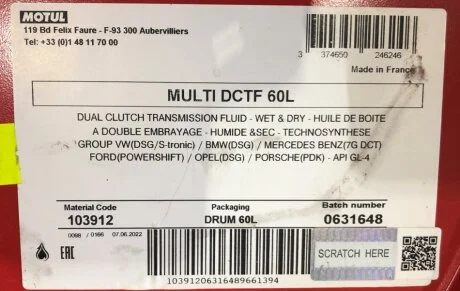 MOTUL
119 Bd Felix Faure - F-93 300 Aubervilliers
Tel: +33 (0)1 48 11 70 00
3 374650 246246
Made in France
MULTI DCTF 60L
DUAL CLUTCH TRANSMISSION FLUID - WET & DRY - HUILE DE BOITE
A DOUBLE EMBRAYAGE - HUMIDE &SEC - TECHNOSYNTHESE
GROUP VW(DSG/S-tronic) / BMW(DSG) / MERCEDES BENZ(7G DCT)
FORD(POWERSHIFT) / OPEL(DSG) / PORSCHE(PDK) - API GL-4
Material Code Packaging Batch number
103912 DRUM 60L 0631648
0098 / 0166 07.06.2022
EAC
SCRATCH HERE
10391206316489661394